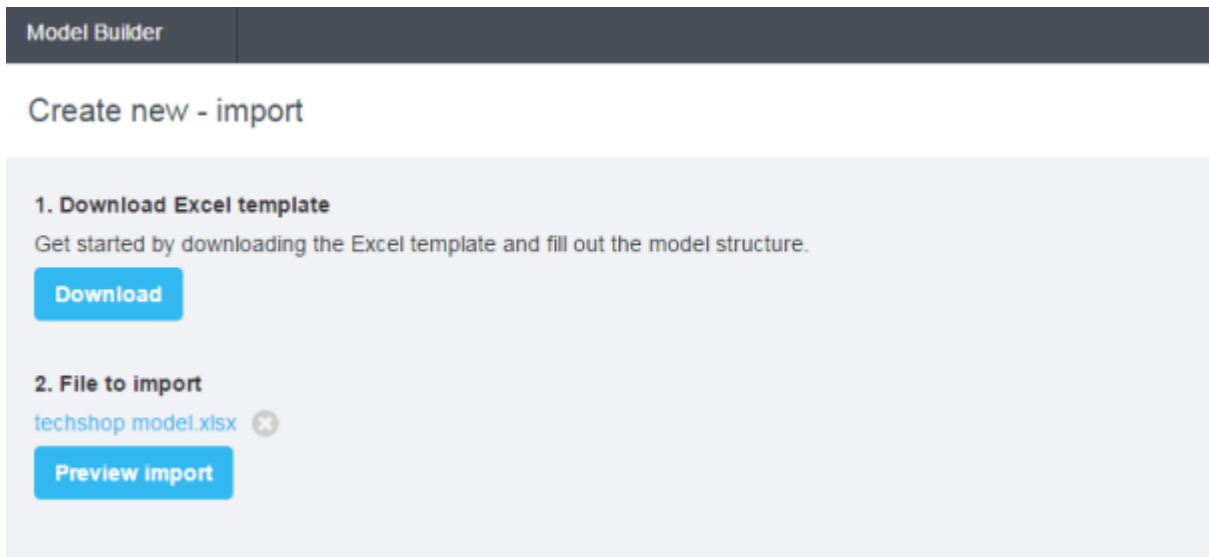 Model Builder
Create new - import
1. Download Excel template
Get started by downloading the Excel template and fill out the model structure.
Download
2. File to import
techshop model.xlsx
Preview import